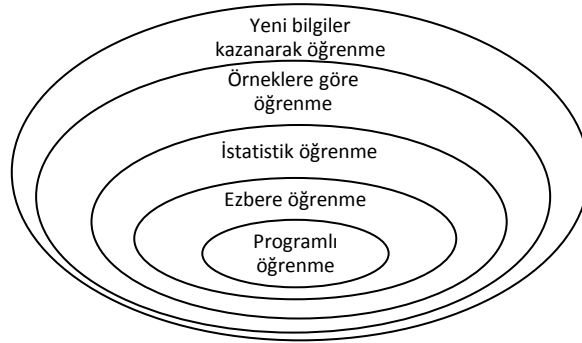 Yeni bilgiler
kazanarak öğrenme
Örneklere göre
öğrenme
İstatistik öğrenme
Ezbere öğrenme
Programlı
öğrenme